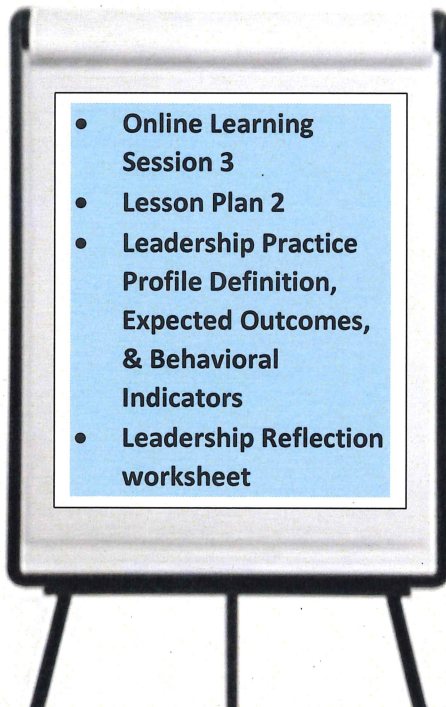 • Online Learning
Session 3
• Lesson Plan 2
• Leadership Practice
Profile Definition,
Expected Outcomes,
& Behavioral
Indicators
• Leadership Reflection
worksheet